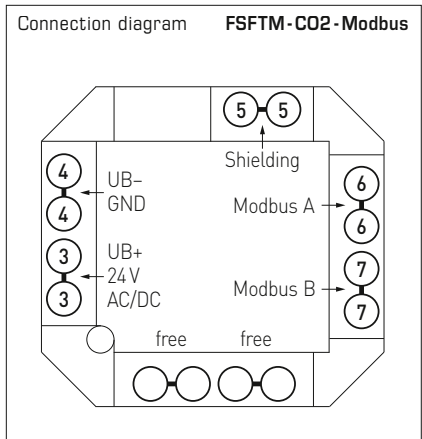 Connection diagram FSFTM-CO2-Modbus
5 5
Shielding
4
UB–
GND
4
3
UB+
24 V
AC/DC
3
6
Modbus A
6
7
Modbus B
7
free free